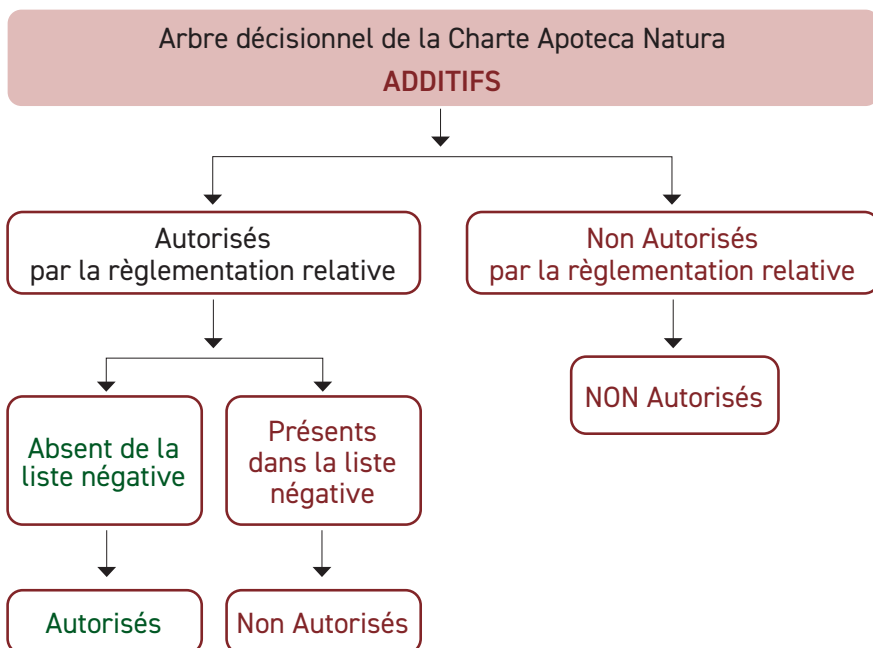 Arbre décisionnel de la Charte Apoteca Natura
ADDITIFS
Autorisés
par la règlementation relative
Non Autorisés
par la règlementation relative
Absent de la
liste négative
Présents
dans la liste
négative
NON Autorisés
Autorisés
Non Autorisés